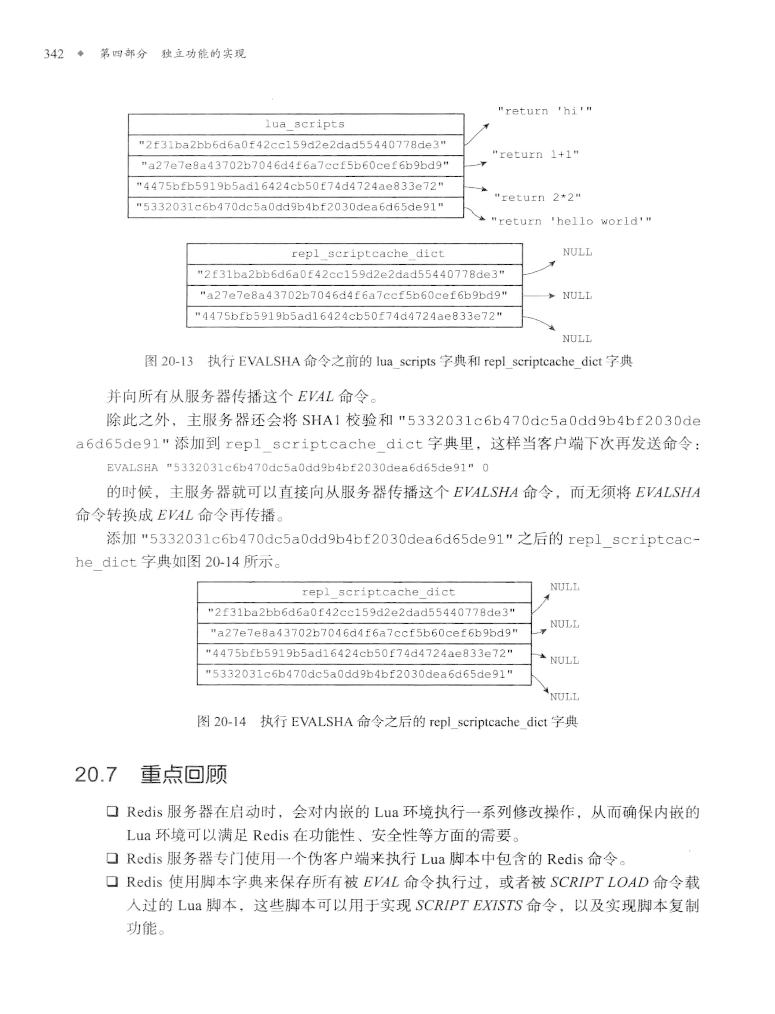 342 ◆ 第四部分 独立功能的实现
"return 'hi'"
lua_scripts
"2f31ba2bb6d6a0f42cc159d2e2dad55440778de3"
"return 1+1"
"a27e7e8a43702b7046d4f6a7ccf5b60cef6b9bd9"
"4475bfb5919b5ad16424cb50f74d4724ae833e72"
"return 2*2"
"5332031c6b470dc5a0dd9b4bf2030dea6d65de91"
"return 'hello world'"
repl_scriptcache_dict
NULL
"2f31ba2bb6d6a0f42cc159d2e2dad55440778de3"
"a27e7e8a43702b7046d4f6a7ccf5b60cef6b9bd9"
NULL
"4475bfb5919b5ad16424cb50f74d4724ae833e72"
NULL
图 20-13 执行 EVALSHA 命令之前的 lua_scripts 字典和 repl_scriptcache_dict 字典
并向所有从服务器传播这个 EVAL 命令。
除此之外，主服务器还会将 SHA1 校验和 "5332031c6b470dc5a0dd9b4bf2030de
a6d65de91" 添加到 repl_scriptcache_dict 字典里，这样当客户端下次再发送命令：
EVALSHA "5332031c6b470dc5a0dd9b4bf2030dea6d65de91" 0
的时候，主服务器就可以直接向从服务器传播这个 EVALSHA 命令，而无须将 EVALSHA
命令转换成 EVAL 命令再传播。
添加 "5332031c6b470dc5a0dd9b4bf2030dea6d65de91" 之后的 repl_scriptcac-
he_dict 字典如图 20-14 所示。
repl_scriptcache_dict
NULL
"2f31ba2bb6d6a0f42cc159d2e2dad55440778de3"
"a27e7e8a43702b7046d4f6a7ccf5b60cef6b9bd9"
NULL
"4475bfb5919b5ad16424cb50f74d4724ae833e72"
NULL
"5332031c6b470dc5a0dd9b4bf2030dea6d65de91"
NULL
图 20-14 执行 EVALSHA 命令之后的 repl_scriptcache_dict 字典
20.7 重点回顾
❑ Redis 服务器在启动时，会对内嵌的 Lua 环境执行一系列修改操作，从而确保内嵌的
Lua 环境可以满足 Redis 在功能性、安全性等方面的需要。
❑ Redis 服务器专门使用一个伪客户端来执行 Lua 脚本中包含的 Redis 命令。
❑ Redis 使用脚本字典来保存所有被 EVAL 命令执行过，或者被 SCRIPT LOAD 命令载
入过的 Lua 脚本，这些脚本可以用于实现 SCRIPT EXISTS 命令，以及实现脚本复制
功能。